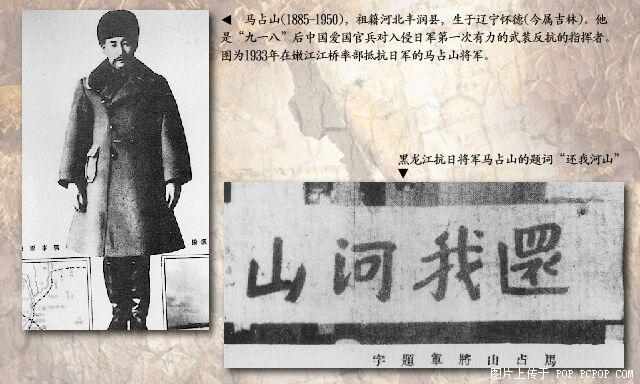 马占山(1885-1950)，祖籍河北丰润县，生于辽宁怀德(今属吉林)。他
是“九一八”后中国爱国官兵对入侵日军第一次有力的武装反抗的指挥者。
图为1933年在嫩江江桥率部抵抗日军的马占山将军。
黑龙江抗日将军马占山的题词“还我河山”
還我河山
馬占山將軍題字
图片上传于 POP.PCPOP.COM